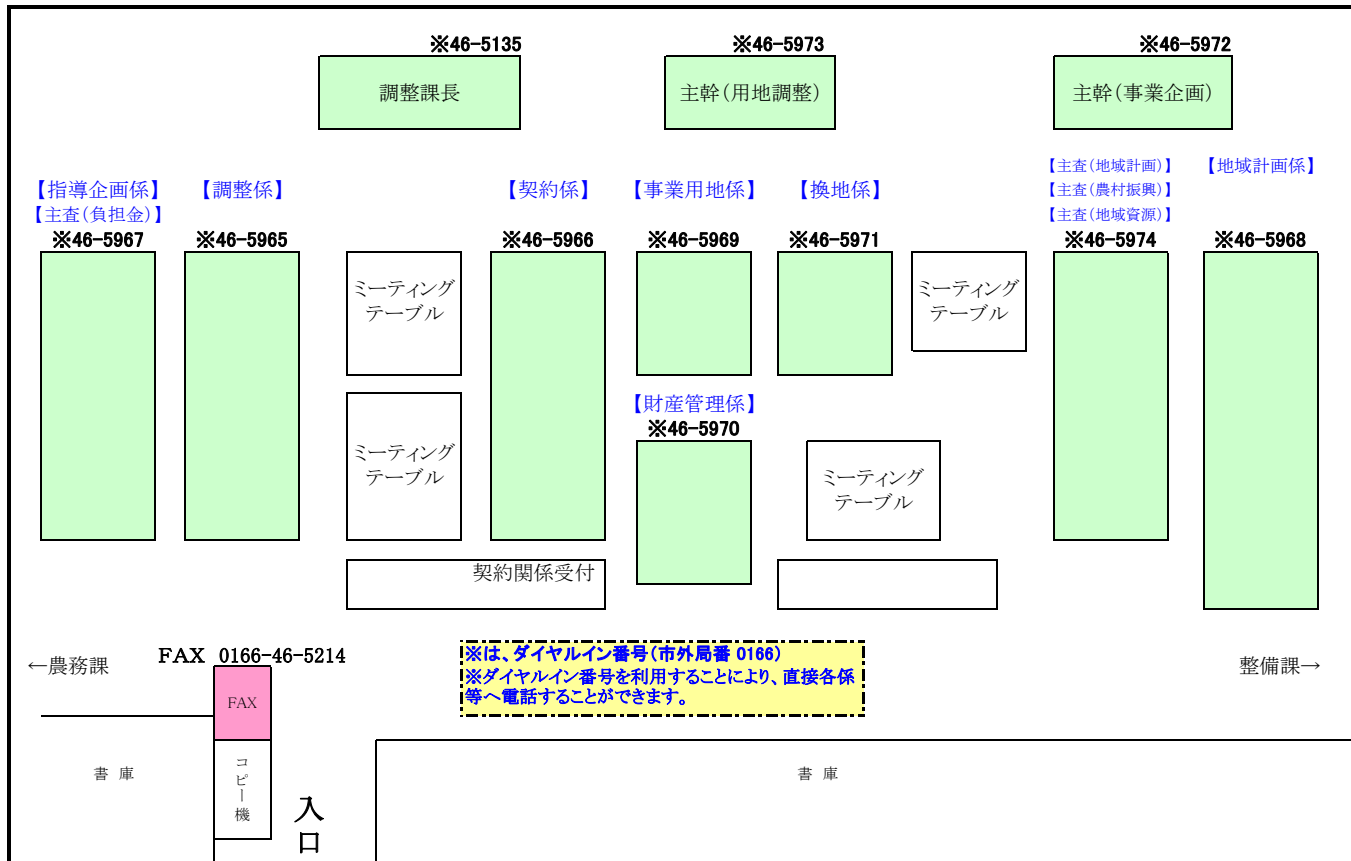 ※46-5135
※46-5973
※46-5972
調整課長
主幹(用地調整)
主幹(事業企画)
【指導企画係】
【主査(負担金)】
※46-5967
【調整係】
※46-5965
【契約係】
※46-5966
【事業用地係】
※46-5969
【換地係】
※46-5971
【主査(地域計画)】
【主査(農村振興)】
【主査(地域資源)】
※46-5974
【地域計画係】
※46-5968
ミーティング
テーブル
ミーティング
テーブル
ミーティング
テーブル
【財産管理係】
※46-5970
ミーティング
テーブル
契約関係受付
←農務課
FAX 0166-46-5214
※は、ダイヤルイン番号(市外局番 0166)
※ダイヤルイン番号を利用することにより、直接各係
等へ電話することができます。
整備課→
FAX
書 庫
コピー機
入口
書 庫